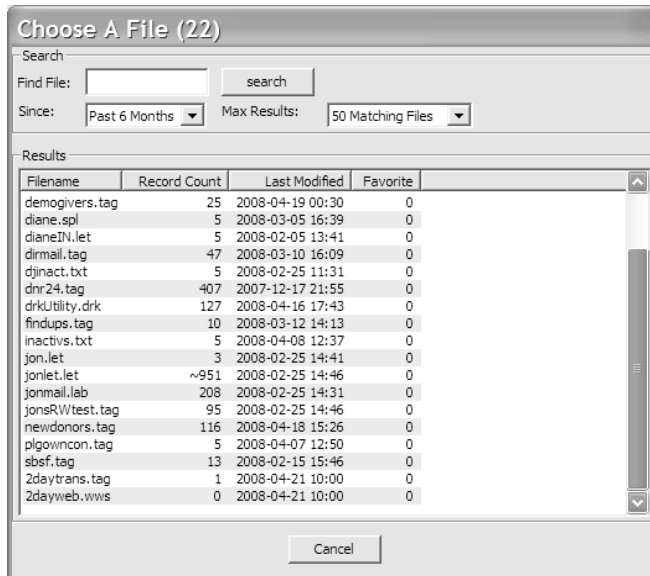 Choose A File (22)
Search
Find File: search
Since: Past 6 Months Max Results: 50 Matching Files
Results
Filename Record Count Last Modified Favorite
demogivers.tag 25 2008-04-19 00:30 0
diane.spl 5 2008-03-05 16:39 0
dianeIN.let 5 2008-02-05 13:41 0
dirmail.tag 47 2008-03-10 16:09 0
djinact.txt 5 2008-02-25 11:31 0
dnr24.tag 407 2007-12-17 21:55 0
drkUtility.drk 127 2008-04-16 17:43 0
findups.tag 10 2008-03-12 14:13 0
inactivs.txt 5 2008-04-08 12:37 0
jon.let 3 2008-02-25 14:41 0
jonlet.let ~951 2008-02-25 14:46 0
jonmail.lab 208 2008-02-25 14:31 0
jonsRWtest.tag 95 2008-02-25 14:46 0
newdonors.tag 116 2008-04-18 15:26 0
plgowncon.tag 5 2008-04-07 12:50 0
sbsf.tag 13 2008-02-15 15:46 0
2daytrans.tag 1 2008-04-21 10:00 0
2dayweb.wws 0 2008-04-21 10:00 0
Cancel